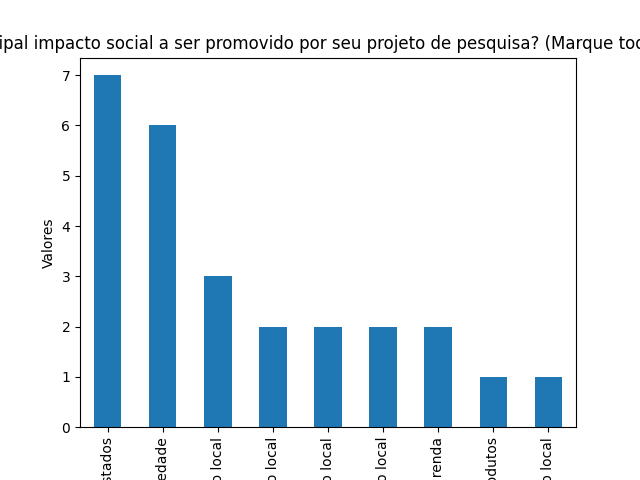 ipal impacto social a ser promovido por seu projeto de pesquisa? (Marque toc
Valores
7
6
5
4
3
2
1
0
stados
edade
o local
o local
o local
o local
renda
odutos
o local